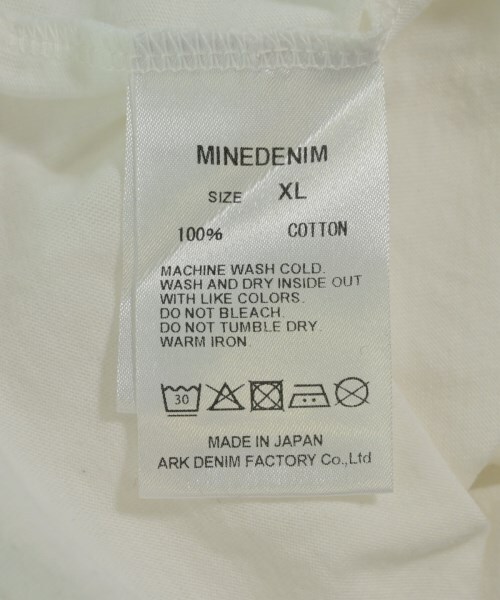 MINEDENIM
SIZE XL
100% COTTON
MACHINE WASH COLD.
WASH AND DRY INSIDE OUT
WITH LIKE COLORS.
DO NOT BLEACH.
DO NOT TUMBLE DRY.
WARM IRON.
30
MADE IN JAPAN
ARK DENIM FACTORY Co.,Ltd